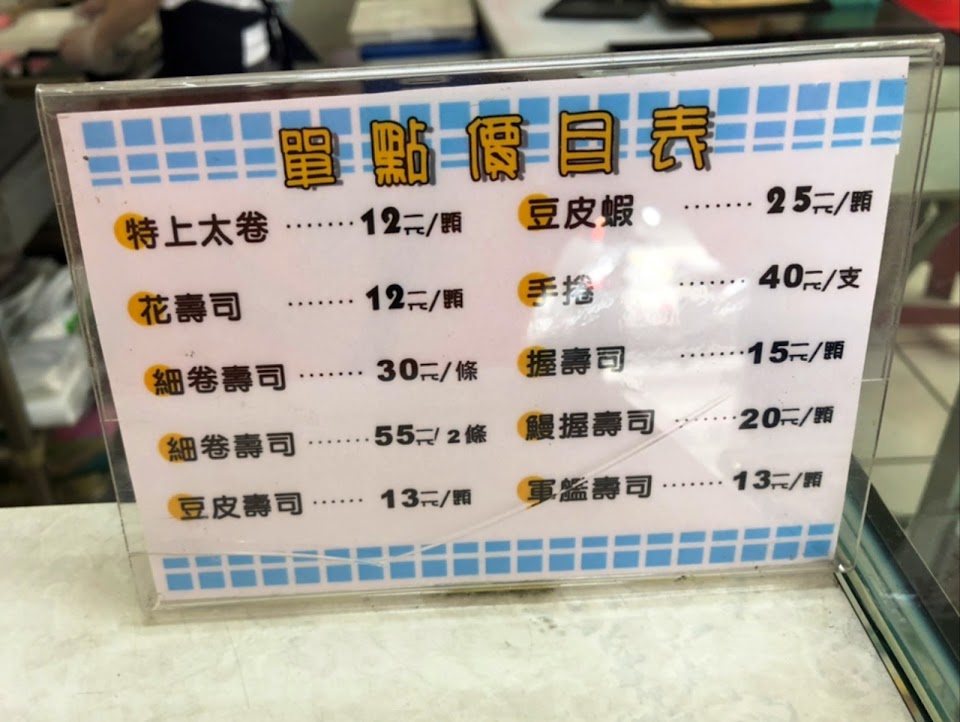 單點價目表
特上太卷 ······· 12元/顆
花壽司 ······· 12元/顆
細卷壽司 ······· 30元/條
細卷壽司 ······· 55元/2條
豆皮壽司 ······ 13元/顆
豆皮蝦 ······· 25元/顆
手捲 ······· 40元/支
握壽司 ······· 15元/顆
鰻握壽司 ······· 20元/顆
軍艦壽司 ······· 13元/顆